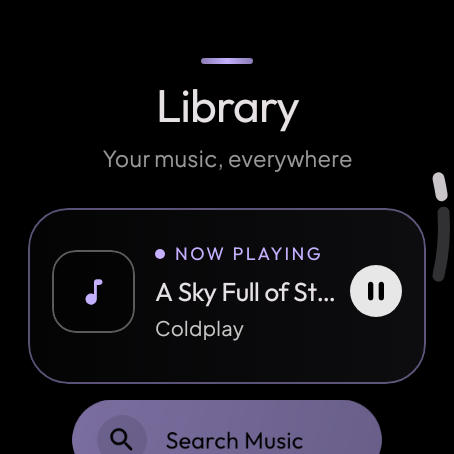 Library
Your music, everywhere
NOW PLAYING
A Sky Full of St...
Coldplay
Search Music